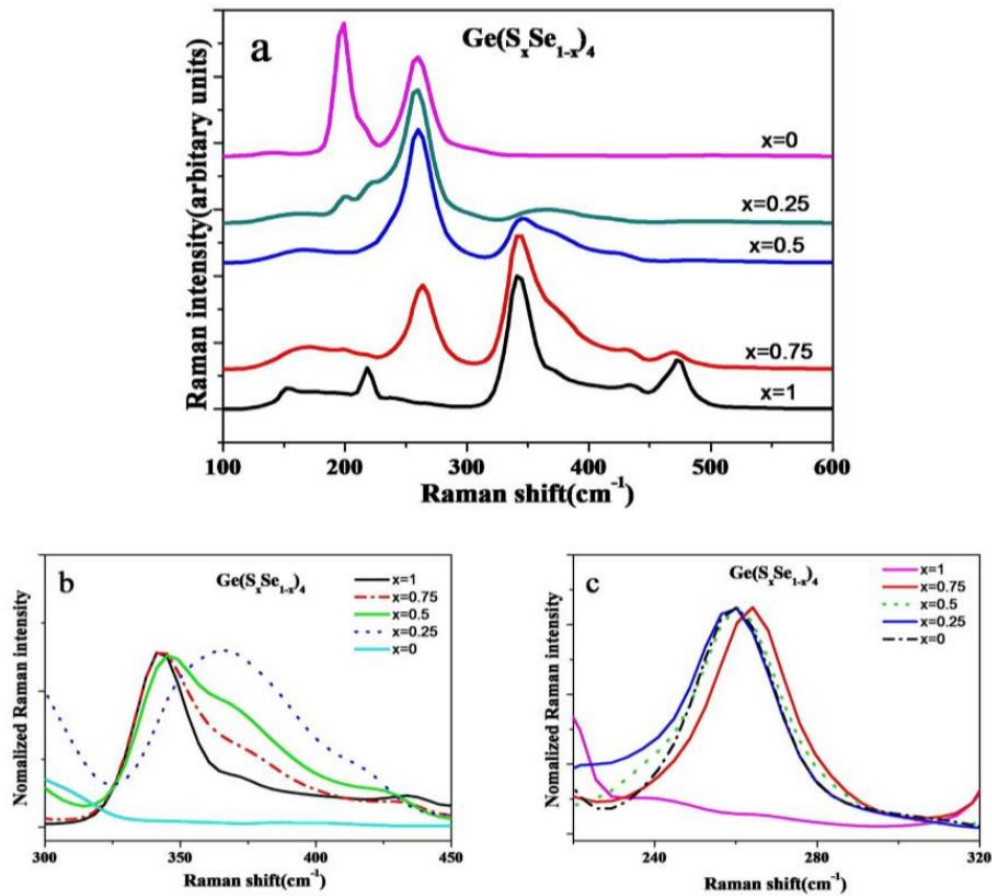 a
Ge(SₓSe₁₋ₓ)₄
x=0
x=0.25
x=0.5
x=0.75
x=1
Raman intensity(arbitary units)
100 200 300 400 500 600
Raman shift(cm⁻¹)
b
Ge(SₓSe₁₋ₓ)₄
x=1
x=0.75
x=0.5
x=0.25
x=0
Nomalized Raman intensity
300 350 400 450
Raman shift(cm⁻¹)
c
Ge(SₓSe₁₋ₓ)₄
x=1
x=0.75
x=0.5
x=0.25
x=0
Nomalized Raman intensity
240 280 320
Raman shift(cm⁻¹)